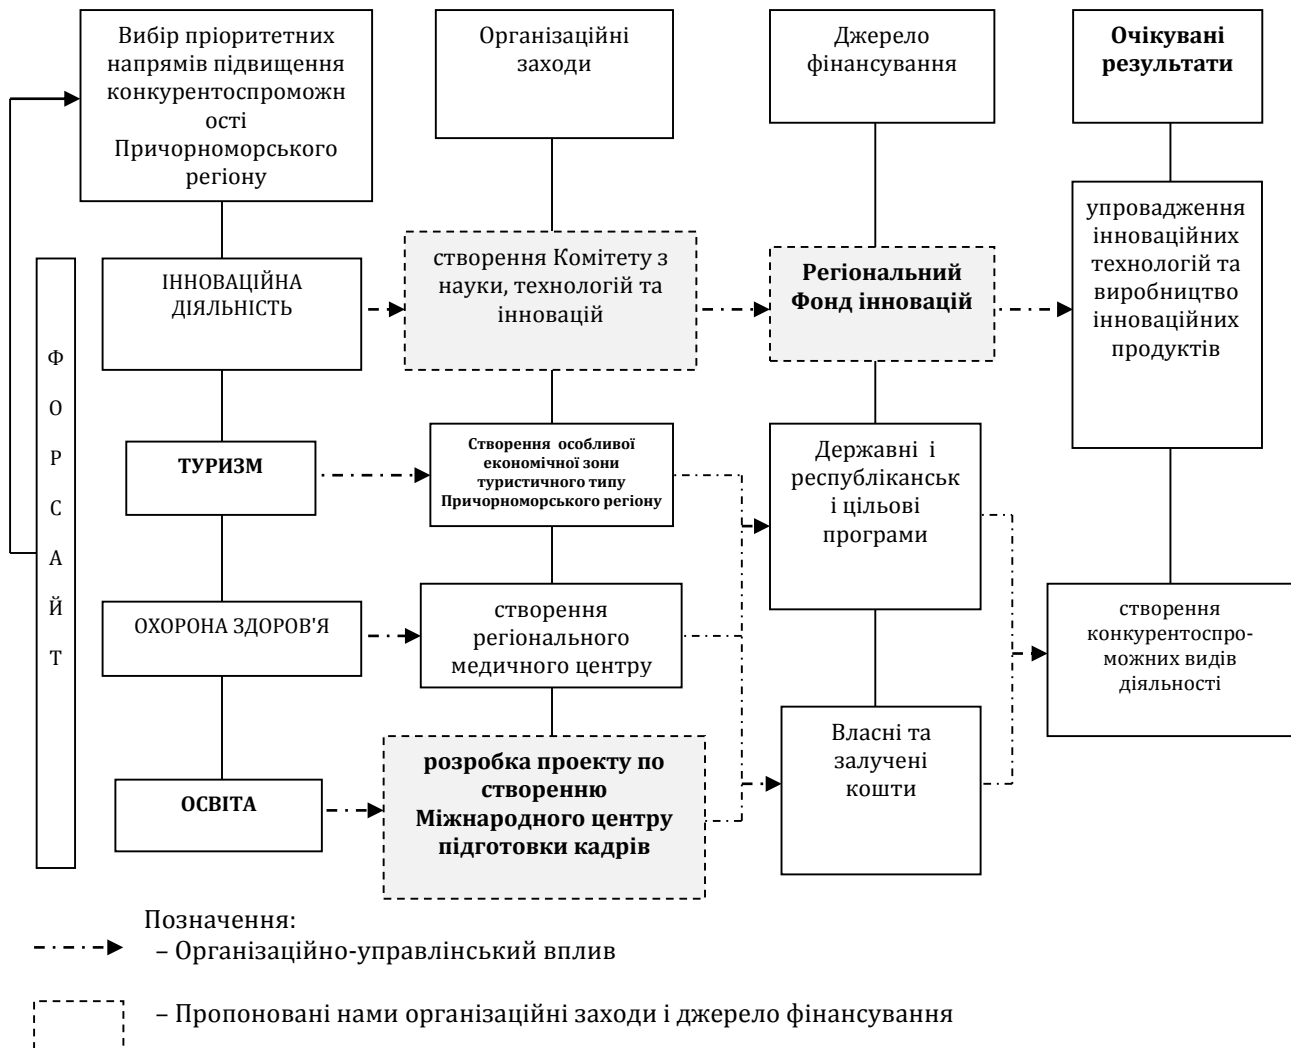 Вибір пріоритетних
напрямів підвищення
конкурентоспроможн
ості
Причорноморського
регіону
Організаційні
заходи
Джерело
фінансування
Очікувані
результати
Ф
О
Р
С
А
Й
Т
ІННОВАЦІЙНА
ДІЯЛЬНІСТЬ
створення Комітету з
науки, технологій та
інновацій
Регіональний
Фонд інновацій
упровадження
інноваційних
технологій та
виробництво
інноваційних
продуктів
ТУРИЗМ
Створення особливої
економічної зони
туристичного типу
Причорноморського регіону
Державні і
республіканськ
і цільові
програми
ОХОРОНА ЗДОРОВ'Я
створення
регіонального
медичного центру
створення
конкурентоспро-
можних видів
діяльності
ОСВІТА
розробка проекту по
створенню
Міжнародного центру
підготовки кадрів
Власні та
залучені
кошти
Позначення:
– Організаційно-управлінський вплив
– Пропоновані нами організаційні заходи і джерело фінансування